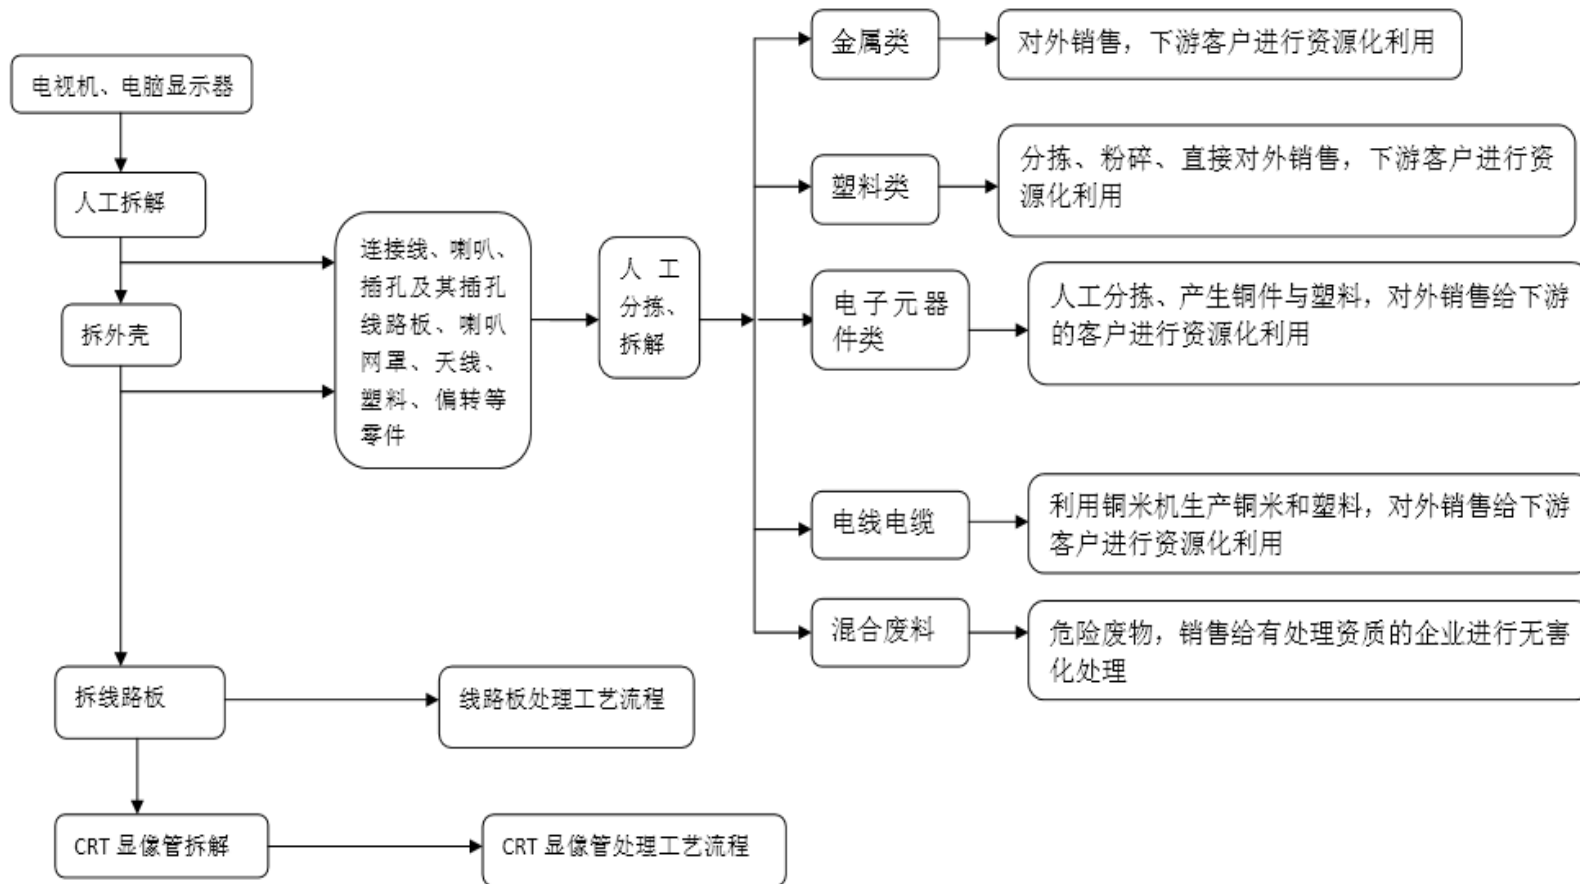 电视机、电脑显示器
人工拆解
拆外壳
拆线路板
CRT 显像管拆解
线路板处理工艺流程
CRT 显像管处理工艺流程
连接线、喇叭、
插孔及其插孔
线路板、喇叭
网罩、天线、
塑料、偏转等
零件
人 工
分拣、
拆解
金属类
对外销售，下游客户进行资源化利用
塑料类
分拣、粉碎、直接对外销售，下游客户进行资
源化利用
电子元器
件类
人工分拣、产生铜件与塑料，对外销售给下游
的客户进行资源化利用
电线电缆
利用铜米机生产铜米和塑料，对外销售给下游
客户进行资源化利用
混合废料
危险废物，销售给有处理资质的企业进行无害
化处理